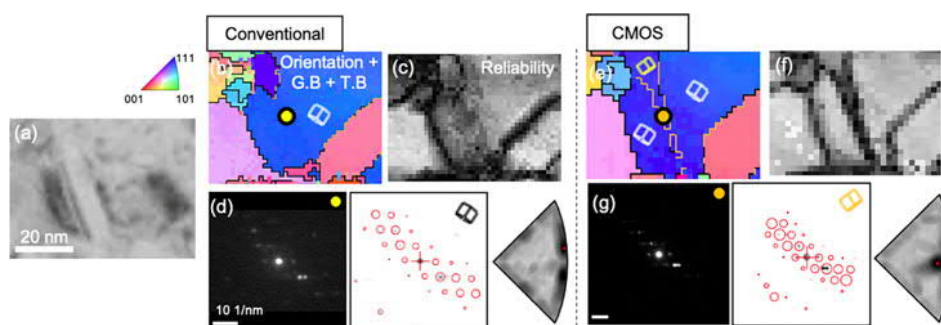 Conventional
CMOS
111
001
101
(a)
20 nm
(b)
Orientation +
G.B + T.B
(c)
Reliability
(d)
10 1/nm
(e)
(f)
(g)